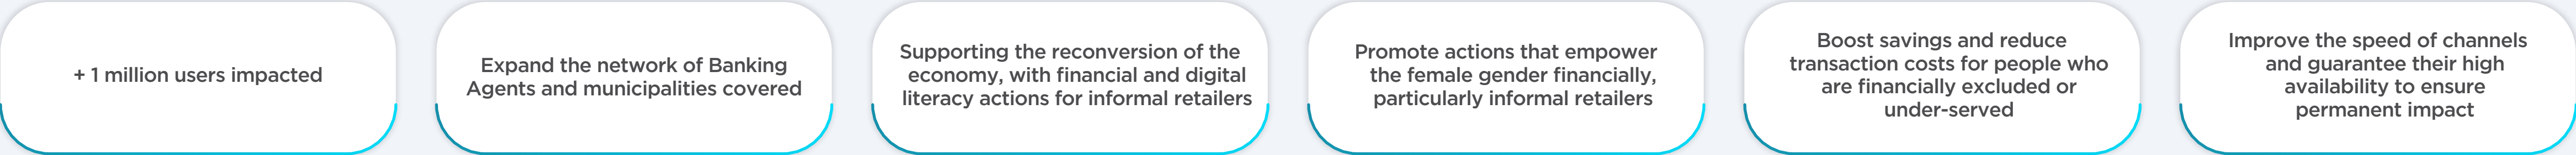 + 1 million users impacted
Expand the network of Banking
Agents and municipalities covered
Supporting the reconversion of the
economy, with financial and digital
literacy actions for informal retailers
Promote actions that empower
the female gender financially,
particularly informal retailers
Boost savings and reduce
transaction costs for people who
are financially excluded or
under-served
Improve the speed of channels
and guarantee their high
availability to ensure
permanent impact